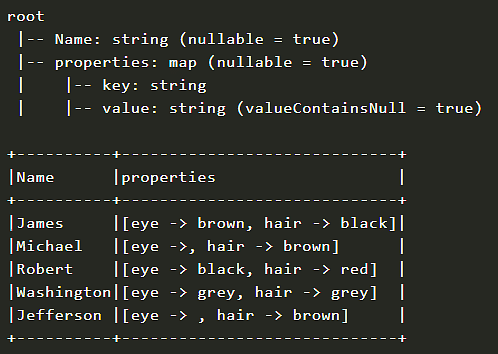 root
 |-- Name: string (nullable = true)
 |-- properties: map (nullable = true)
 |    |-- key: string
 |    |-- value: string (valueContainsNull = true)
+----------+-----------------------------+
|Name      |properties                   |
+----------+-----------------------------+
|James     |[eye -> brown, hair -> black]|
|Michael   |[eye ->, hair -> brown]      |
|Robert    |[eye -> black, hair -> red]  |
|Washington|[eye -> grey, hair -> grey]  |
|Jefferson |[eye -> , hair -> brown]     |
+----------+-----------------------------+